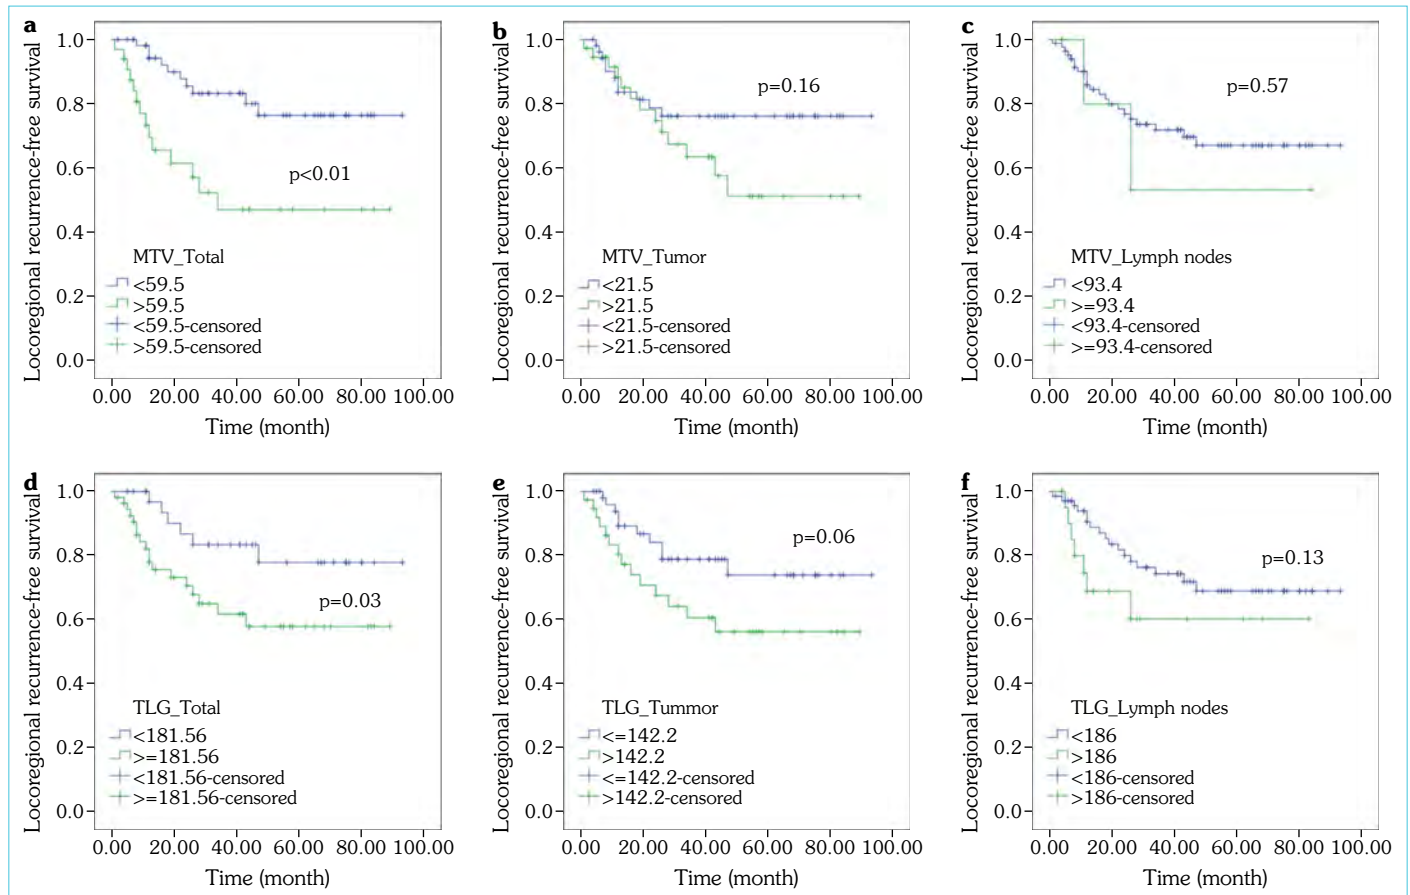 a
Locoregional recurrence-free survival
1.0
0.8
0.6
0.4
0.2
0.0
p<0.01
MTV_Total
<59.5
>59.5
<59.5-censored
>59.5-censored
0.00 20.00 40.00 60.00 80.00 100.00
Time (month)
b
Locoregional recurrence-free survival
1.0
0.8
0.6
0.4
0.2
0.0
p=0.16
MTV_Tumor
<21.5
>21.5
<21.5-censored
>21.5-censored
0.00 20.00 40.00 60.00 80.00 100.00
Time (month)
c
Locoregional recurrence-free survival
1.0
0.8
0.6
0.4
0.2
0.0
p=0.57
MTV_Lymph nodes
<93.4
>=93.4
<93.4-censored
>=93.4-censored
0.00 20.00 40.00 60.00 80.00 100.00
Time (month)
d
Locoregional recurrence-free survival
1.0
0.8
0.6
0.4
0.2
0.0
p=0.03
TLG_Total
<181.56
>=181.56
<181.56-censored
>=181.56-censored
0.00 20.00 40.00 60.00 80.00 100.00
Time (month)
e
Locoregional recurrence-free survival
1.0
0.8
0.6
0.4
0.2
0.0
p=0.06
TLG_Tummor
<=142.2
>142.2
<=142.2-censored
>142.2-censored
0.00 20.00 40.00 60.00 80.00 100.00
Time (month)
f
Locoregional recurrence-free survival
1.0
0.8
0.6
0.4
0.2
0.0
p=0.13
TLG_Lymph nodes
<186
>186
<186-censored
>186-censored
0.00 20.00 40.00 60.00 80.00 100.00
Time (month)